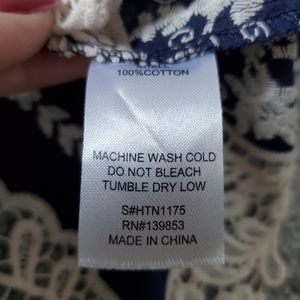 100%COTTON
MACHINE WASH COLD
DO NOT BLEACH
TUMBLE DRY LOW
S#HTN1175
RN#139853
MADE IN CHINA